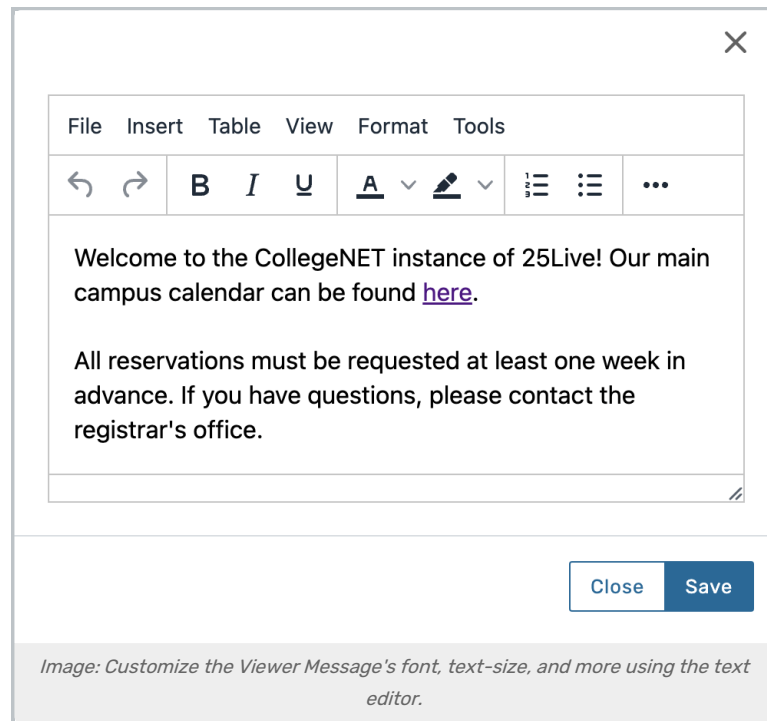 File Insert Table View Format Tools
B I U A
Welcome to the CollegeNET instance of 25Live! Our main
campus calendar can be found here.
All reservations must be requested at least one week in
advance. If you have questions, please contact the
registrar's office.
Close Save
Image: Customize the Viewer Message's font, text-size, and more using the text
editor.